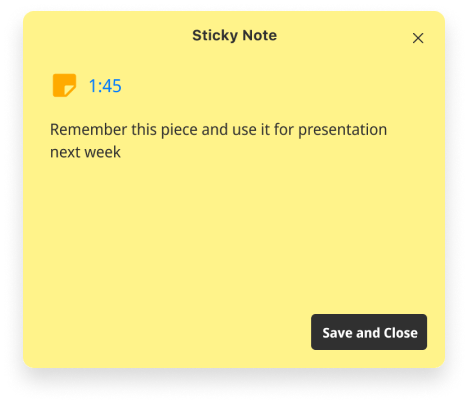 Sticky Note
1:45
Remember this piece and use it for presentation
next week
Save and Close